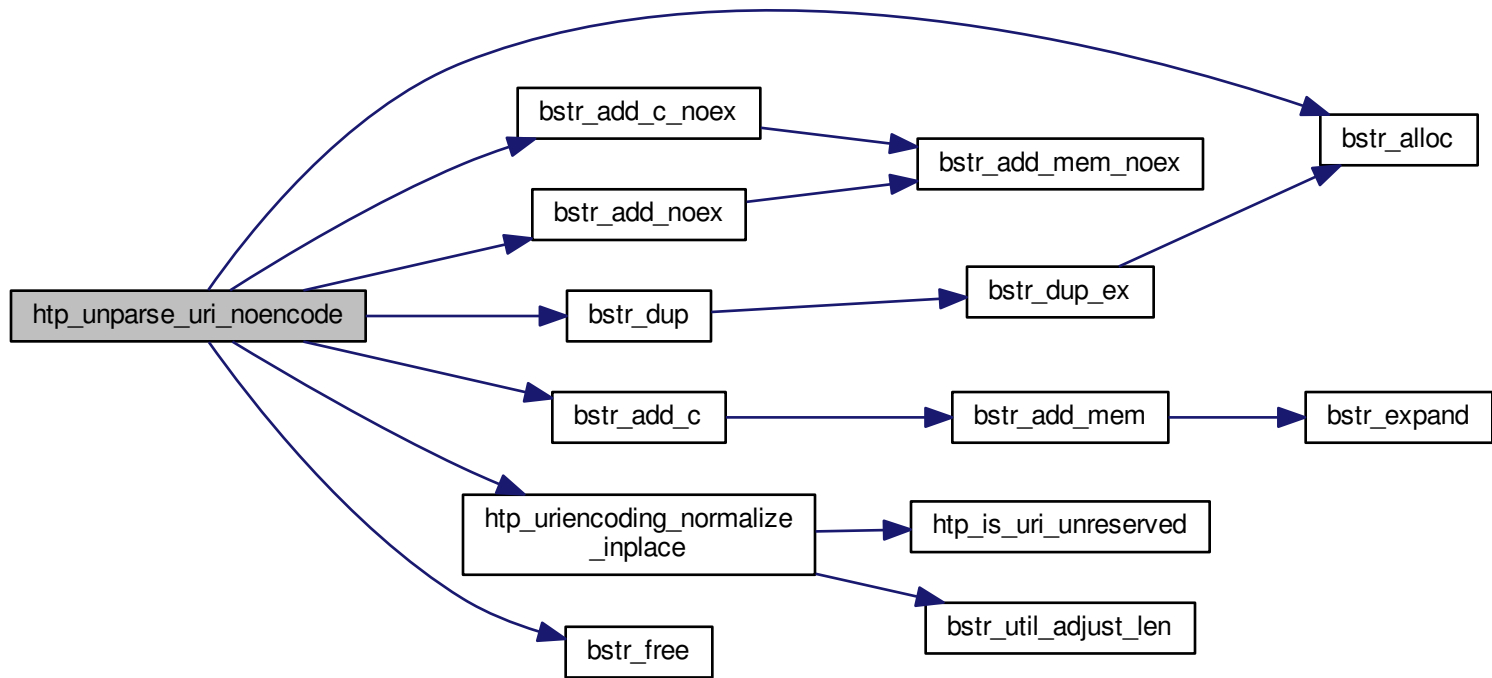 bstr_add_c_noex
bstr_alloc
bstr_add_mem_noex
bstr_add_noex
bstr_dup_ex
htp_unparse_uri_noencode
bstr_dup
bstr_add_c
bstr_add_mem
bstr_expand
htp_uriencoding_normalize
_inplace
htp_is_uri_unreserved
bstr_util_adjust_len
bstr_free